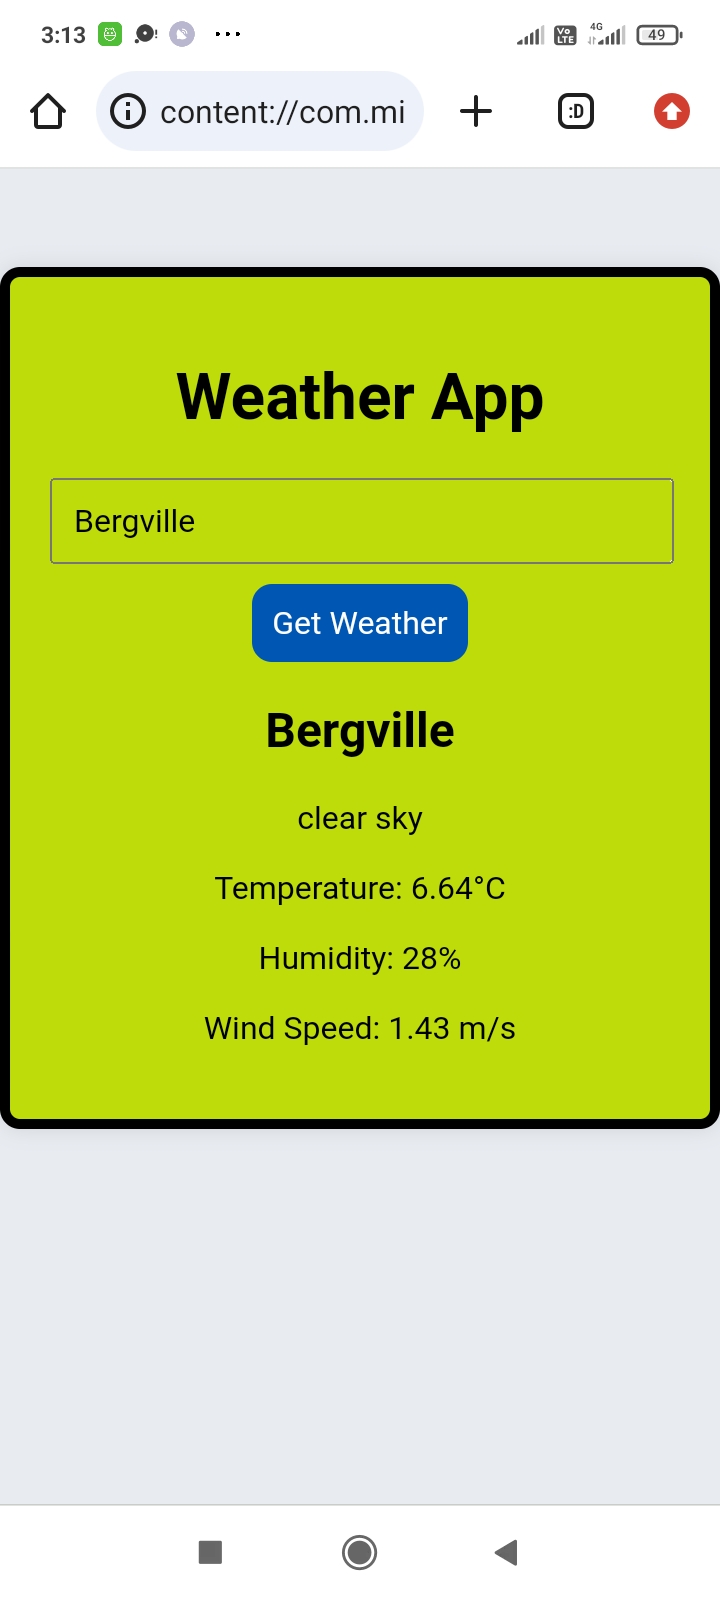 3:13 4G Vo LTE 49
content://com.mi :D
Weather App
Bergville
Get Weather
Bergville
clear sky
Temperature: 6.64°C
Humidity: 28%
Wind Speed: 1.43 m/s